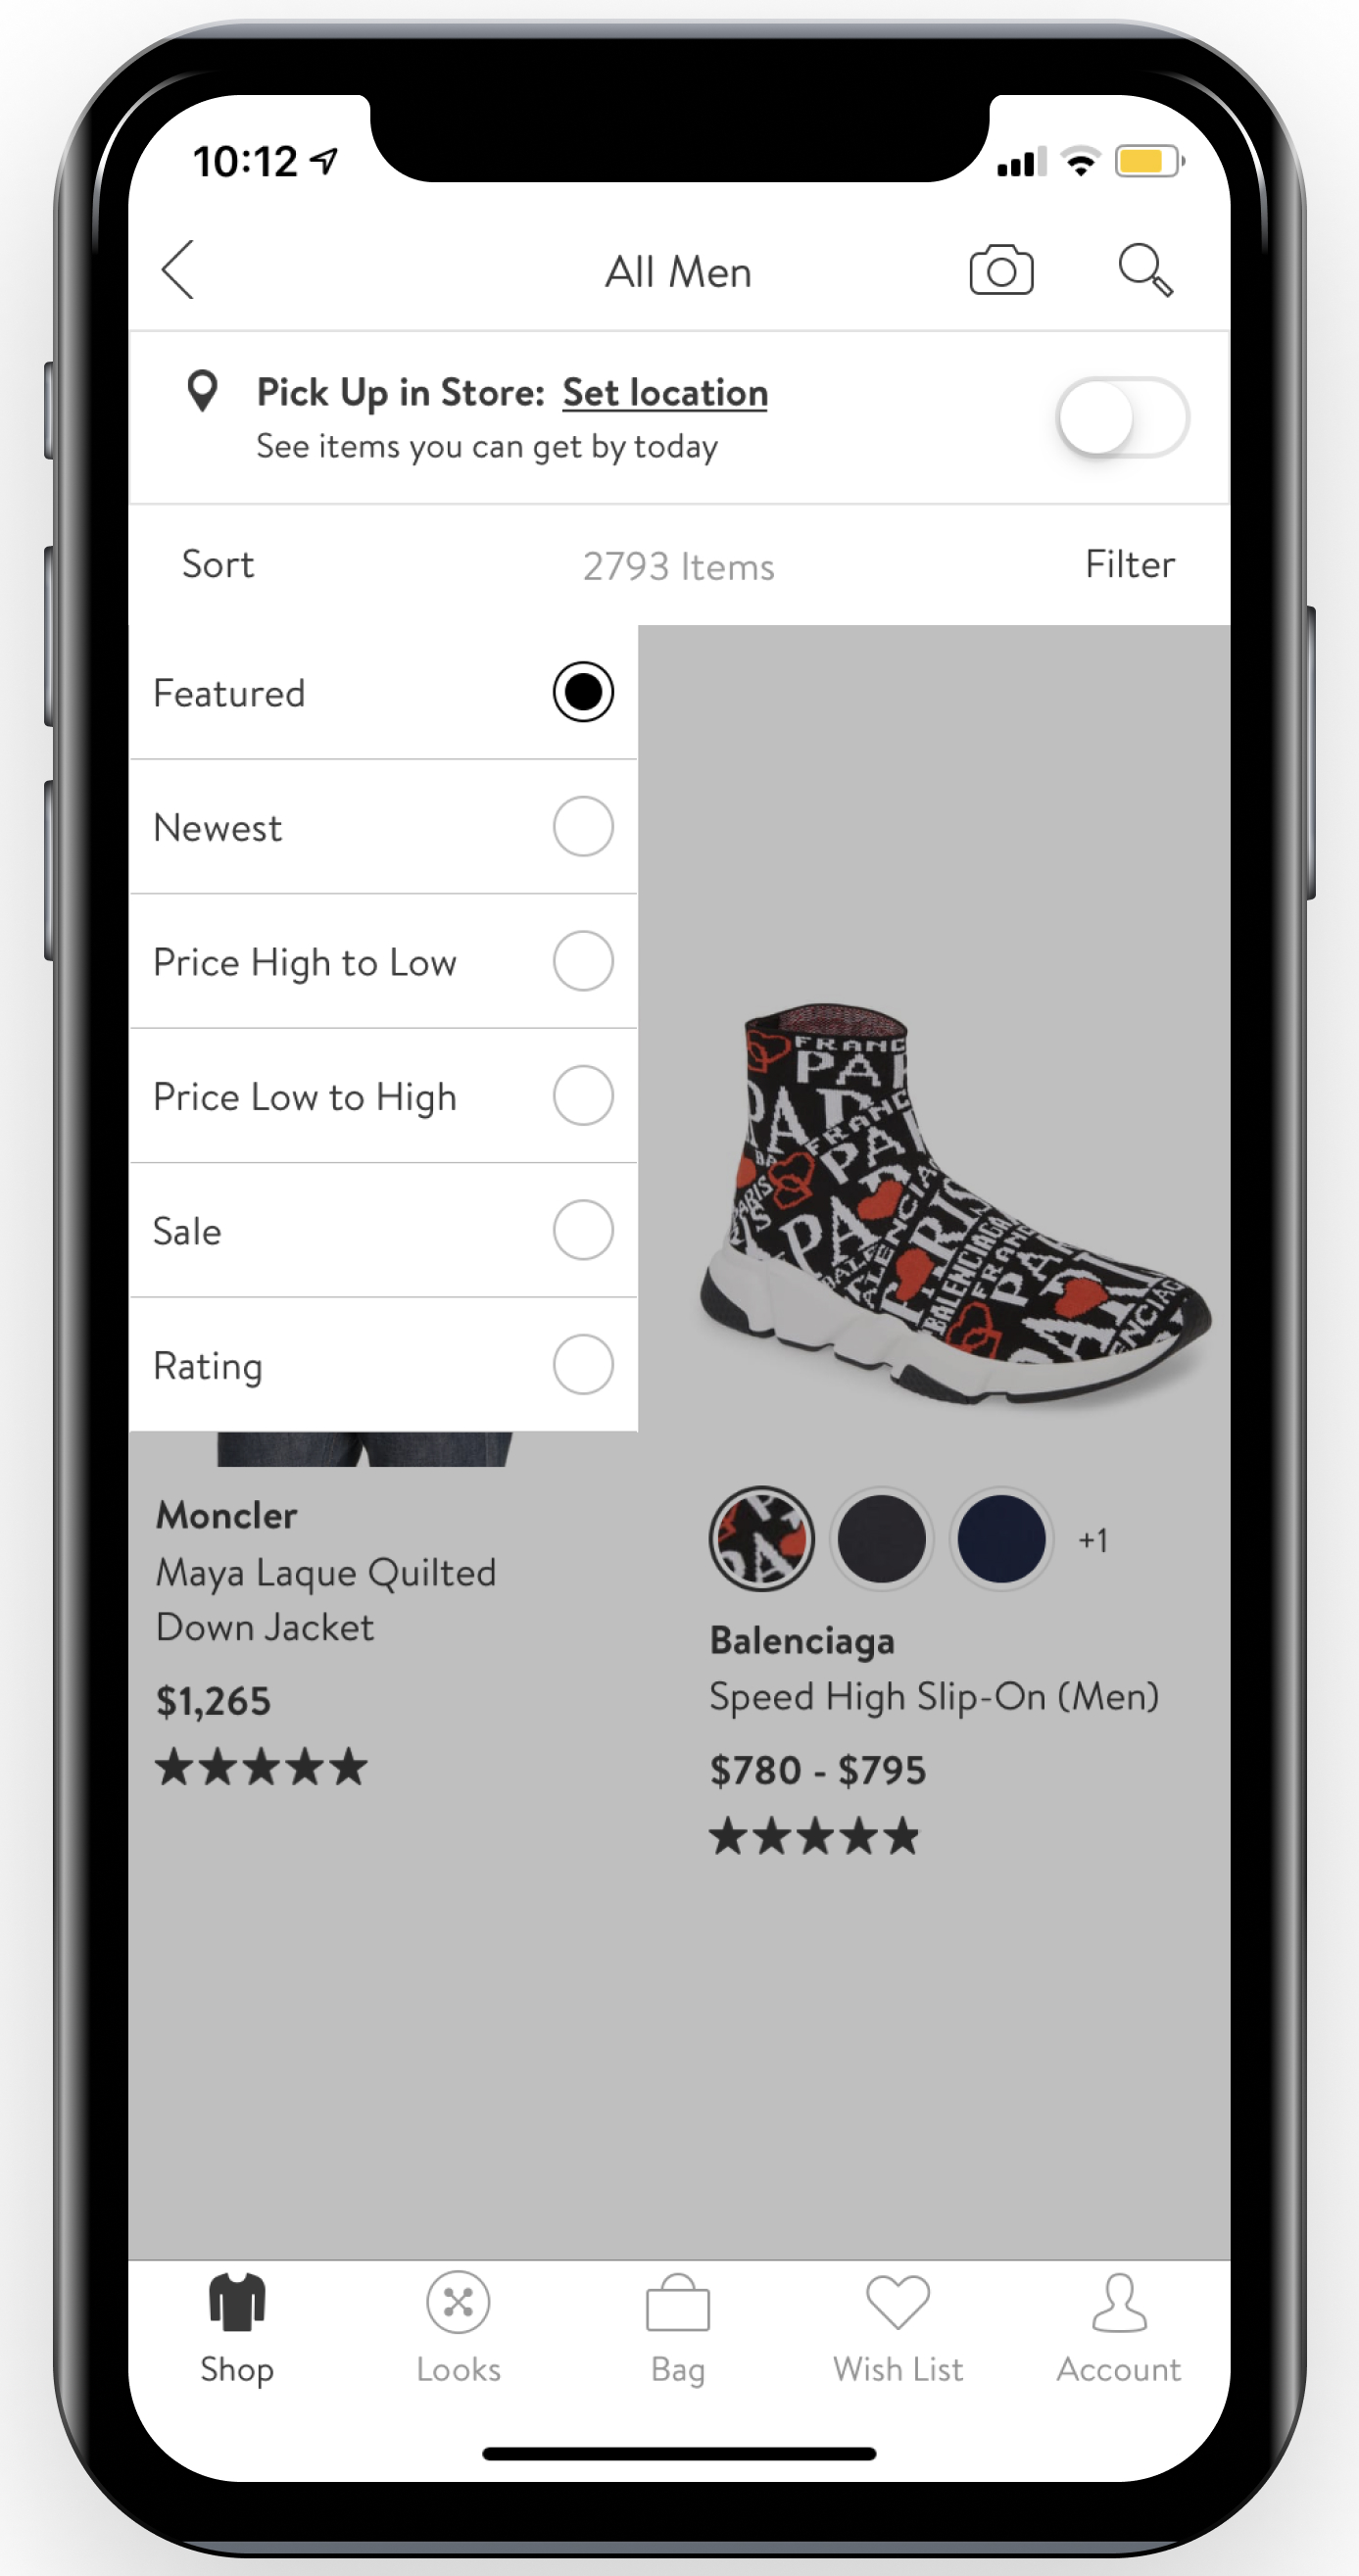 10:12
All Men
Pick Up in Store: Set location
See items you can get by today
Sort
2793 Items
Filter
Featured
Newest
Price High to Low
Price Low to High
Sale
Rating
Moncler
Maya Laque Quilted
Down Jacket
$1,265
+1
Balenciaga
Speed High Slip-On (Men)
$780 - $795
Shop
Looks
Bag
Wish List
Account